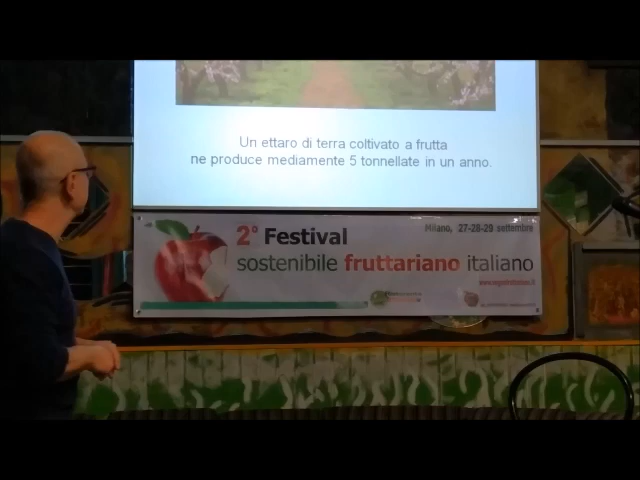 Un ettaro di terra coltivato a frutta
ne produce mediamente 5 tonnellate in un anno.
2° Festival
Milano, 27-28-29 settembre
sostenibile fruttariano italiano